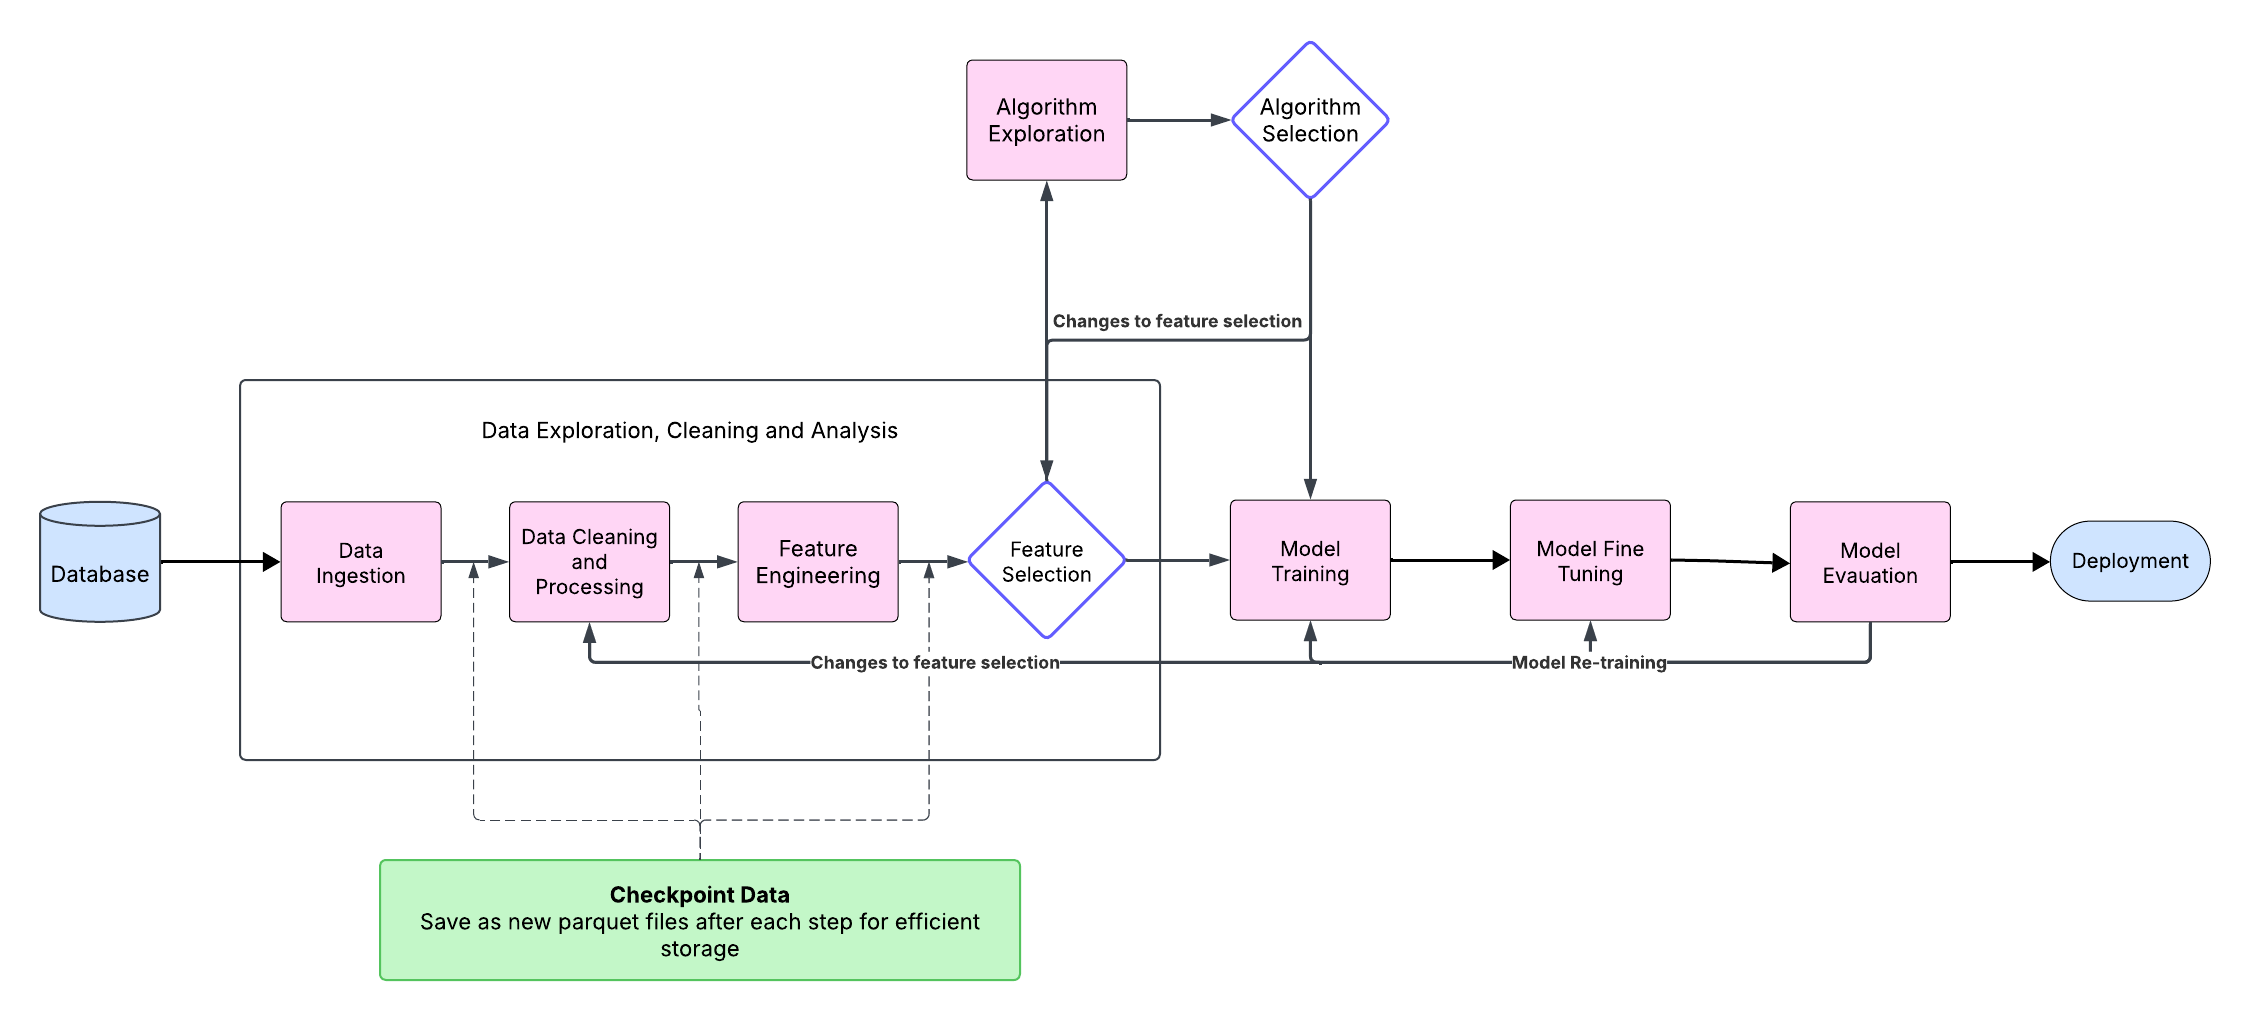 Algorithm
Exploration
Algorithm
Selection
Changes to feature selection
Data Exploration, Cleaning and Analysis
Database
Data
Ingestion
Data Cleaning
and
Processing
Feature
Engineering
Feature
Selection
Model
Training
Model Fine
Tuning
Model
Evauation
Deployment
Changes to feature selection
Model Re-training
Checkpoint Data
Save as new parquet files after each step for efficient
storage